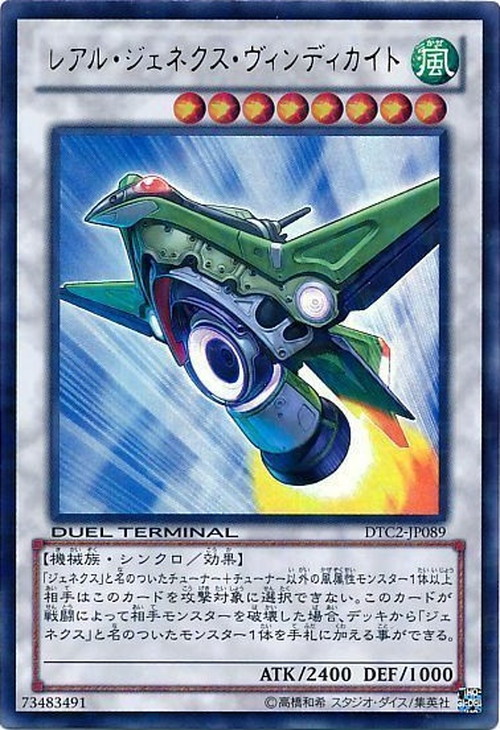 レアル・ジェネクス・ヴィンディカイト 風
DUEL TERMINAL DTC2-JP089
【機械族・シンクロ／効果】
「ジェネクス」と名のついたチューナー＋チューナー以外の風属性モンスター1体以上
相手はこのカードを攻撃対象に選択できない。このカードが
戦闘によって相手モンスターを破壊した場合、デッキから「ジェ
ネクス」と名のついたモンスター1体を手札に加える事ができる。
ATK/2400 DEF/1000
73483491 ©高橋和希 スタジオ・ダイス/集英社